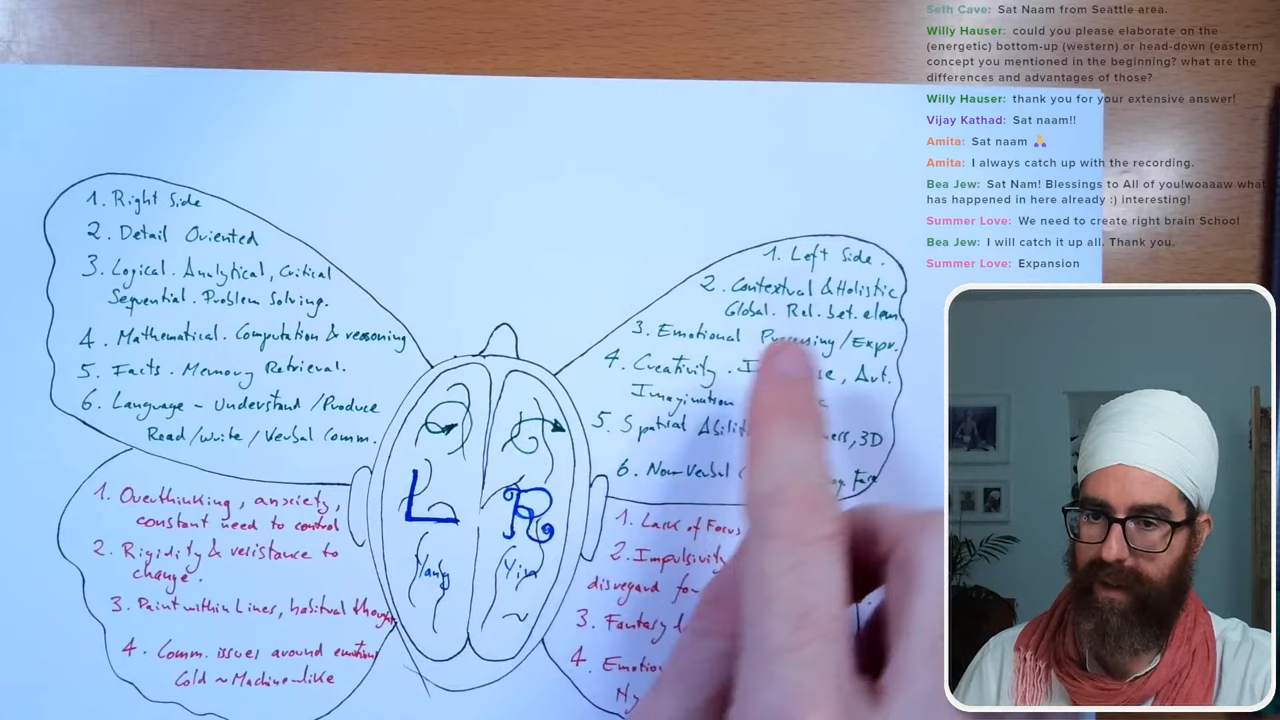 Seth Cave: Sat Naam from Seattle area.
Willy Hauser: could you please elaborate on the
(energetic) bottom-up (western) or head-down (eastern)
concept you mentioned in the beginning? what are the
differences and advantages of those?
Willy Hauser: thank you for your extensive answer!
Vijay Kathad: Sat naam!!
Amita: Sat naam 🙏
Amita: I always catch up with the recording.
Bea Jew: Sat Nam! Blessings to All of you!woaaaw what
has happened in here already :) interesting!
Summer Love: We need to create right brain School
Bea Jew: I will catch it up all. Thank you.
Summer Love: Expansion
1. Right Side
2. Detail Oriented
3. Logical. Analytical, Critical
Sequential. Problem Solving.
4. Mathematical. Computation & reasoning
5. Facts. Memory Retrieval.
6. Language - Understand / Produce
Read/Write/Verbal Comm.
1. Left Side.
2. Contextual & Holistic
Global. Rel. bet. elem
3. Emotional Processing/Expr.
4. Creativity. Art.
Imagination
5. Spatial 3D
6. Non-Verbal
L
R
Yang
Yin
1. Overthinking, anxiety,
constant need to control
2. Rigidity & resistance to
change.
3. Paint within Lines, habitual though
4. Comm. issues around emotions
Cold ~ Machine-like
1. Lack of Focus
2. Impulsivity
disregard for
3. Fantasy
4.